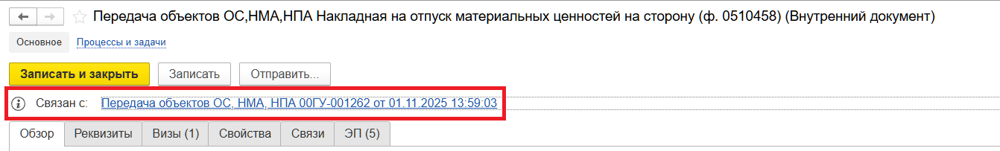 Передача объектов ОС,НМА,НПА Накладная на отпуск материальных ценностей на сторону (ф. 0510458) (Внутренний документ)
Основное Процессы и задачи
Записать и закрыть Записать Отправить...
Связан с: Передача объектов ОС, НМА, НПА 00ГУ-001262 от 01.11.2025 13:59:03
Обзор Реквизиты Визы (1) Свойства Связи ЭП (5)